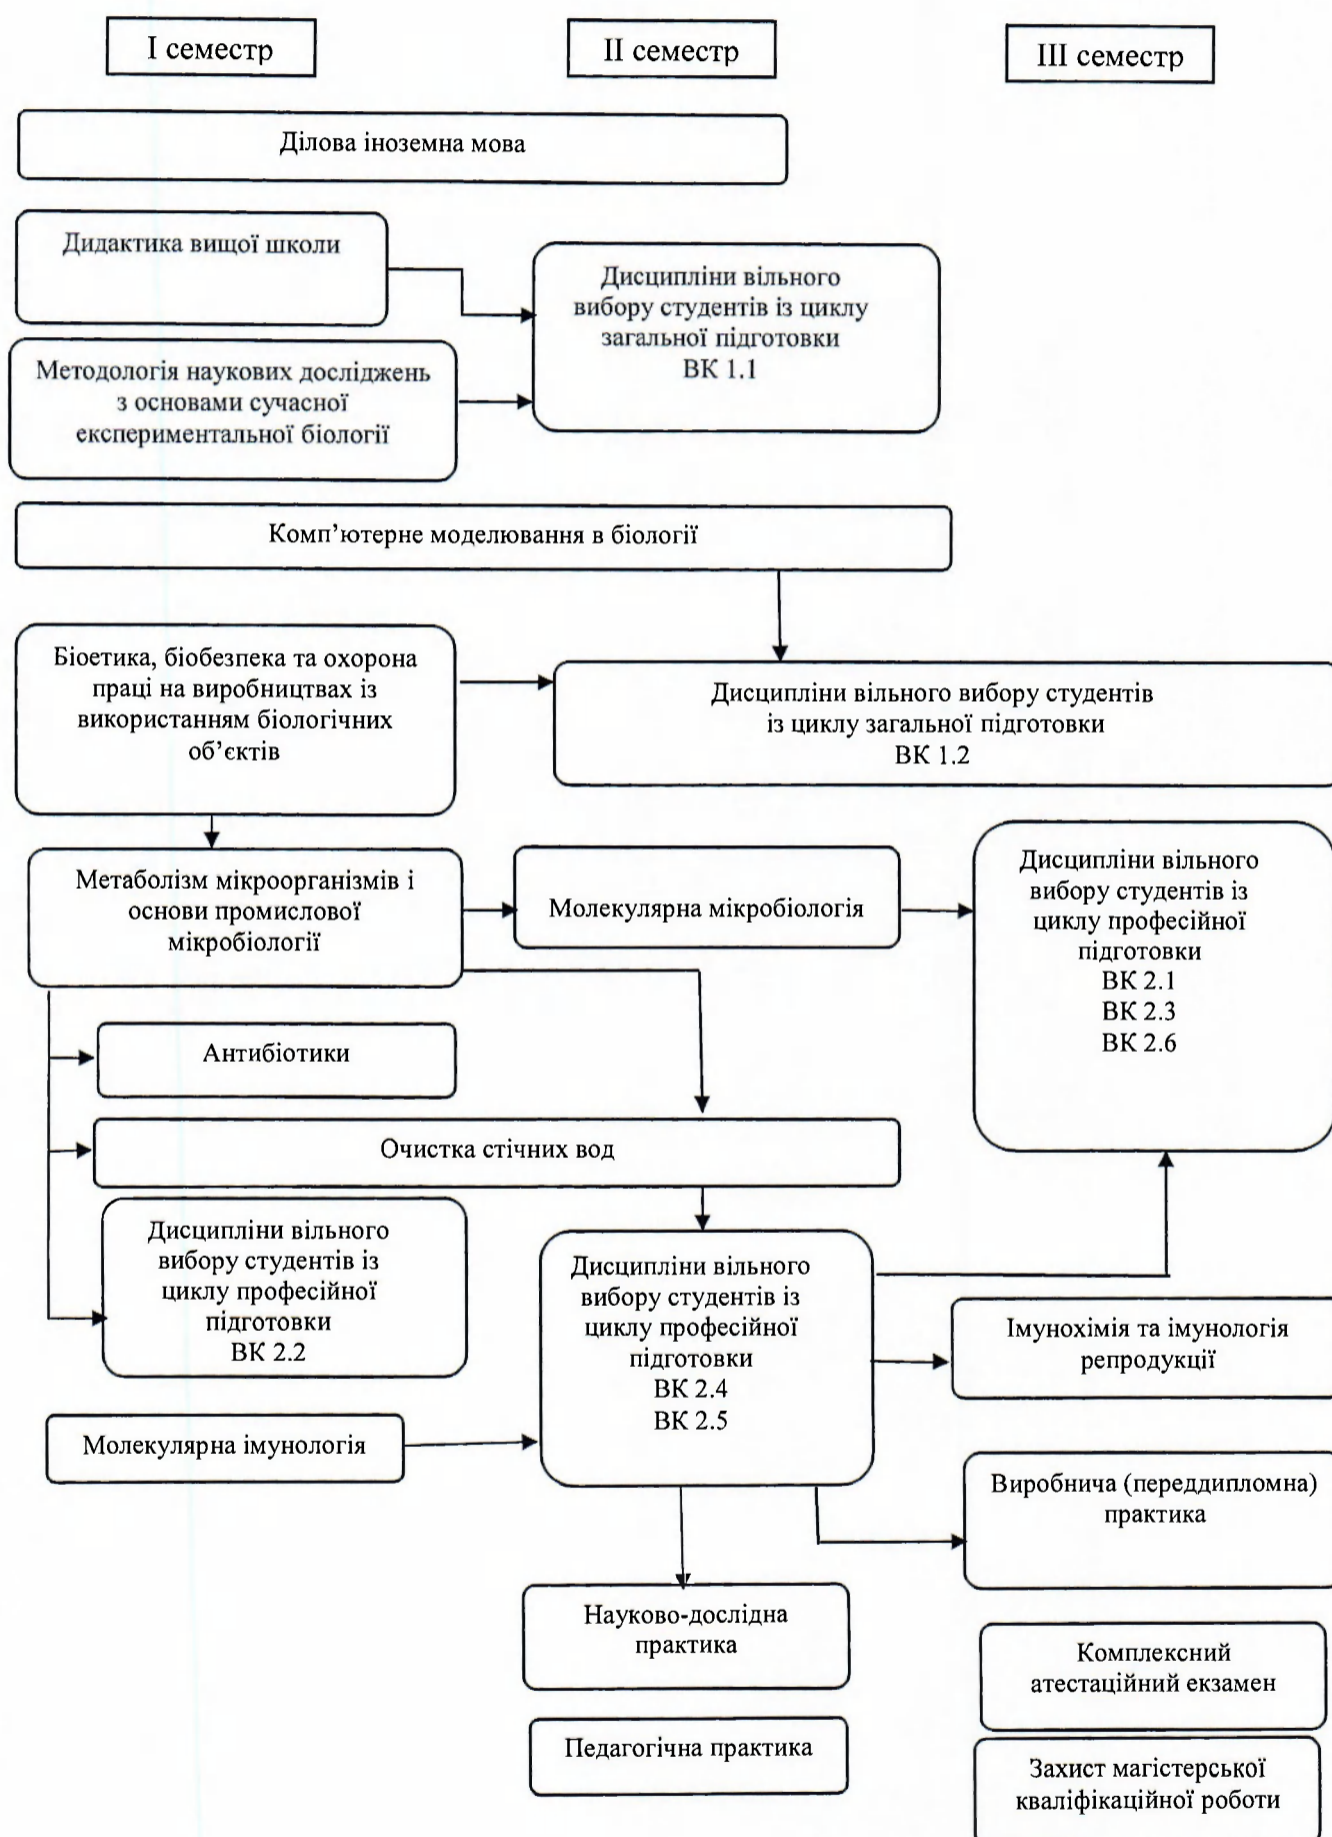 І семестр
ІІ семестр
ІІІ семестр
Ділова іноземна мова
Дидактика вищої школи
Дисципліни вільного
вибору студентів із циклу
загальної підготовки
ВК 1.1
Методологія наукових досліджень
з основами сучасної
експериментальної біології
Комп’ютерне моделювання в біології
Біоетика, біобезпека та охорона
праці на виробництвах із
використанням біологічних
об’єктів
Дисципліни вільного вибору студентів
із циклу загальної підготовки
ВК 1.2
Метаболізм мікроорганізмів і
основи промислової
мікробіології
Молекулярна мікробіологія
Дисципліни вільного
вибору студентів із
циклу професійної
підготовки
ВК 2.1
ВК 2.3
ВК 2.6
Антибіотики
Очистка стічних вод
Дисципліни вільного
вибору студентів із
циклу професійної
підготовки
ВК 2.2
Дисципліни вільного
вибору студентів із
циклу професійної
підготовки
ВК 2.4
ВК 2.5
Імунохімія та імунологія
репродукції
Молекулярна імунологія
Виробнича (переддипломна)
практика
Науково-дослідна
практика
Комплексний
атестаційний екзамен
Педагогічна практика
Захист магістерської
кваліфікаційної роботи